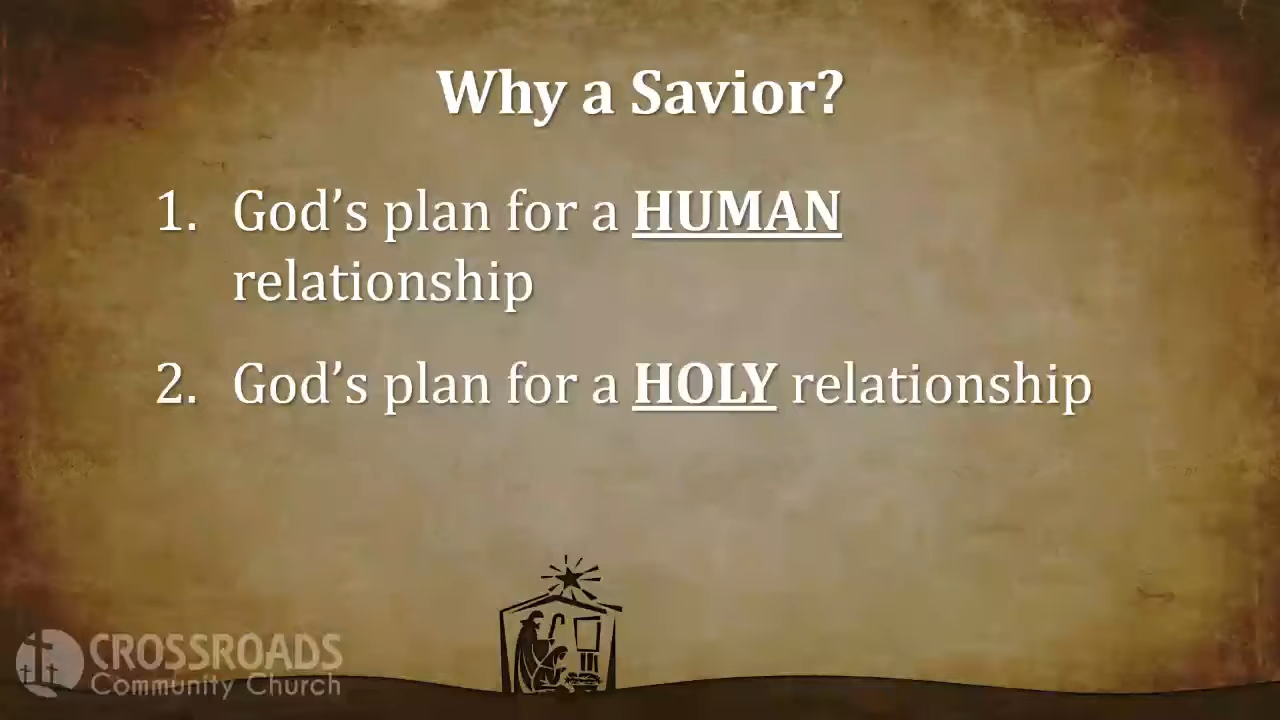 Why a Savior?
1. God’s plan for a HUMAN
relationship
2. God’s plan for a HOLY relationship
CROSSROADS
Community Church